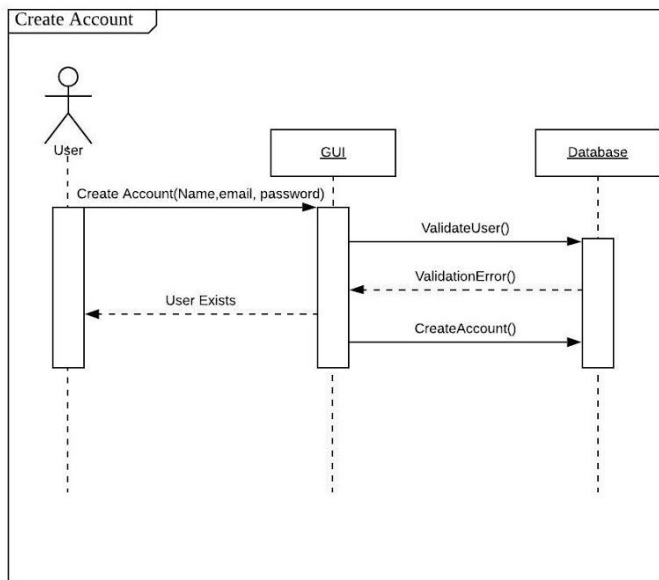 Create Account
User
GUI
Database
Create Account(Name,email, password)
ValidateUser()
ValidationError()
User Exists
CreateAccount()